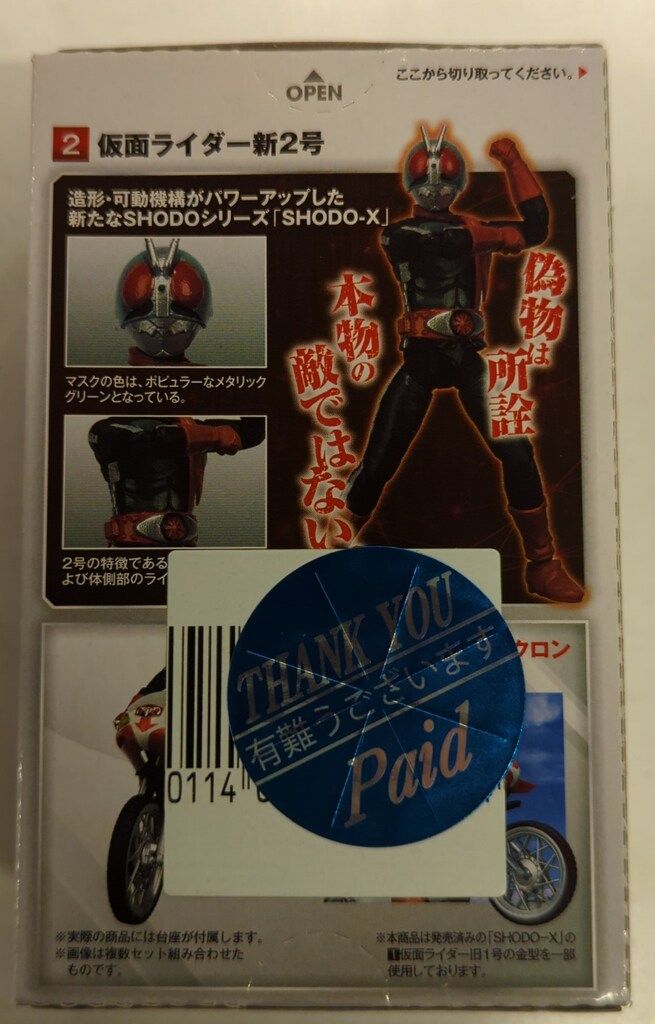 ここから切り取ってください。
OPEN
2 仮面ライダー新2号
造形・可動機構がパワーアップした
新たなSHODOシリーズ「SHODO-X」
マスクの色は、ポピュラーなメタリック
グリーンとなっている。
偽物は
所詮
本物の
敵ではない
2号の特徴である
よび体側部のライ
クロン
THANK YOU
有難うございます
Paid
0114
※実際の商品には台座が付属します。
※画像は複数セット組み合わせた
ものです。
※本商品は発売済みの「SHODO-X」の
1仮面ライダー旧1号の金型を一部
使用しております。